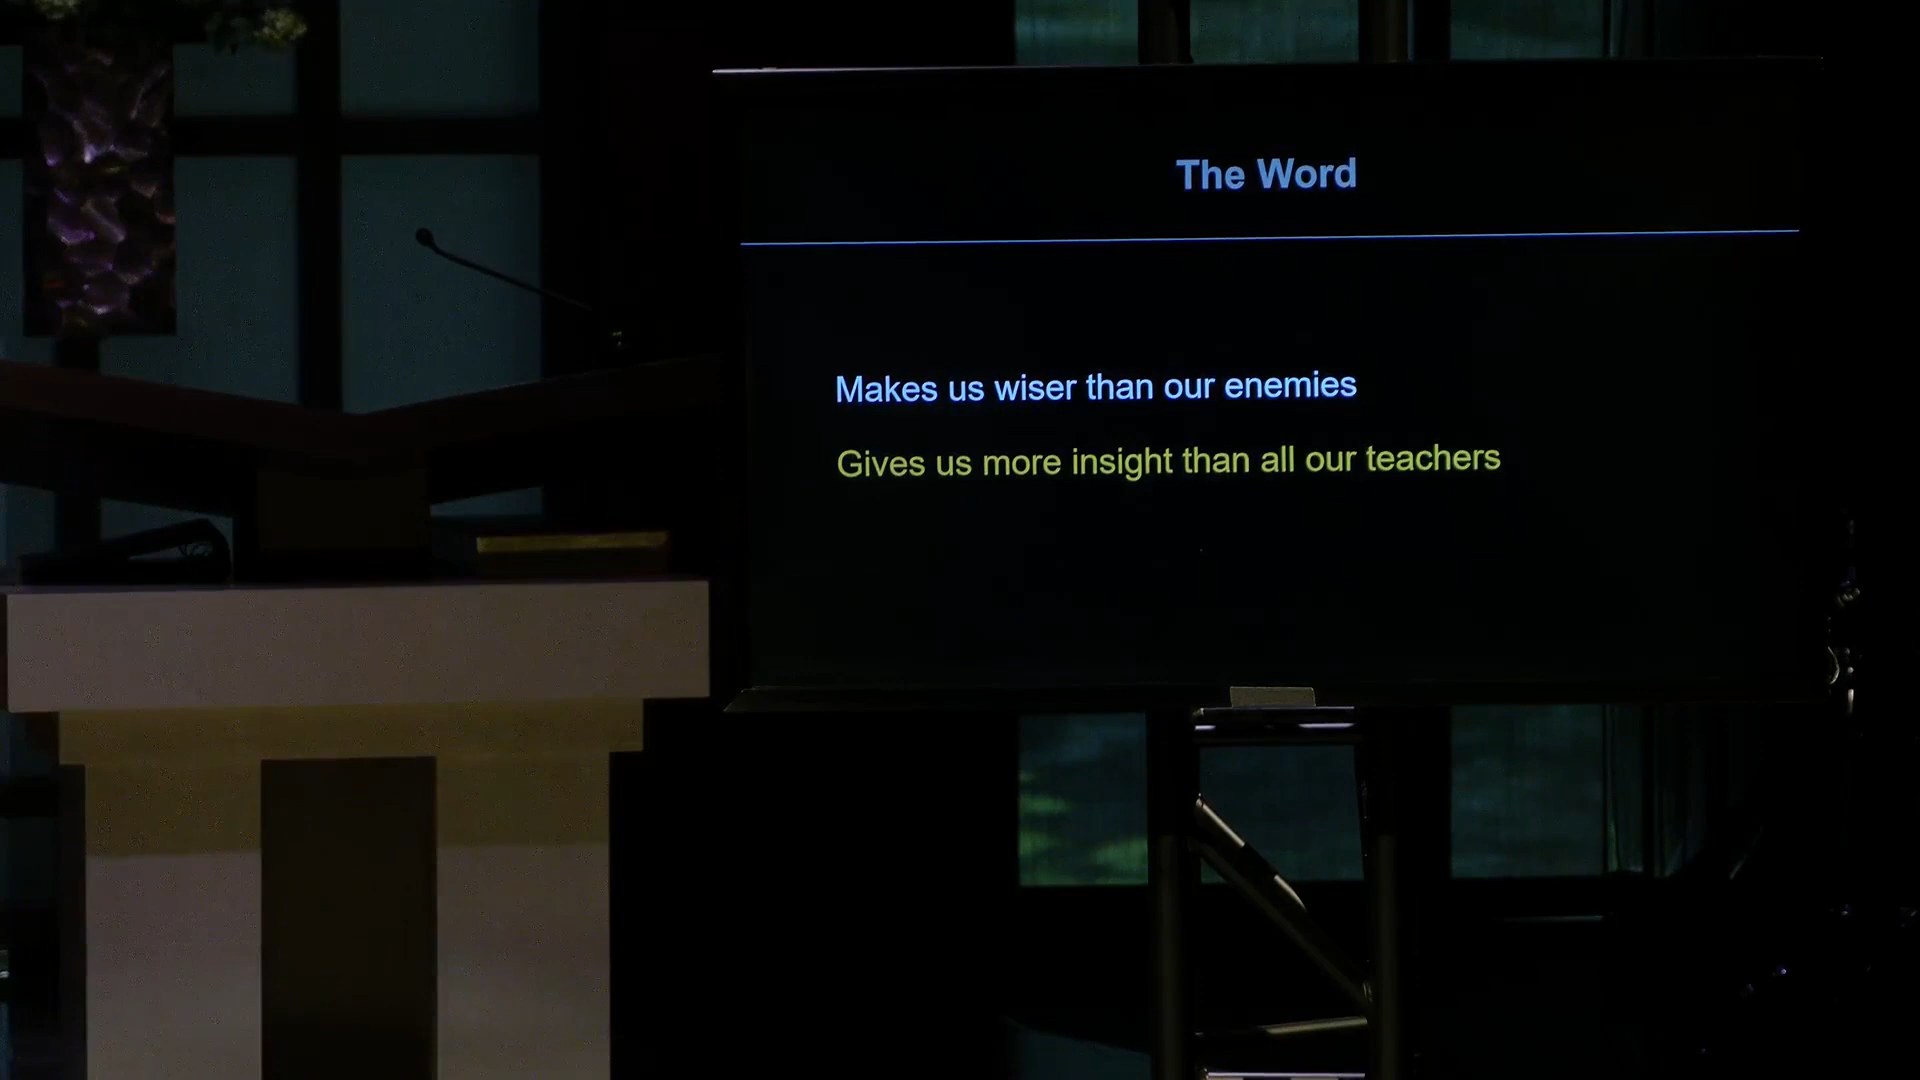 The Word
Makes us wiser than our enemies
Gives us more insight than all our teachers